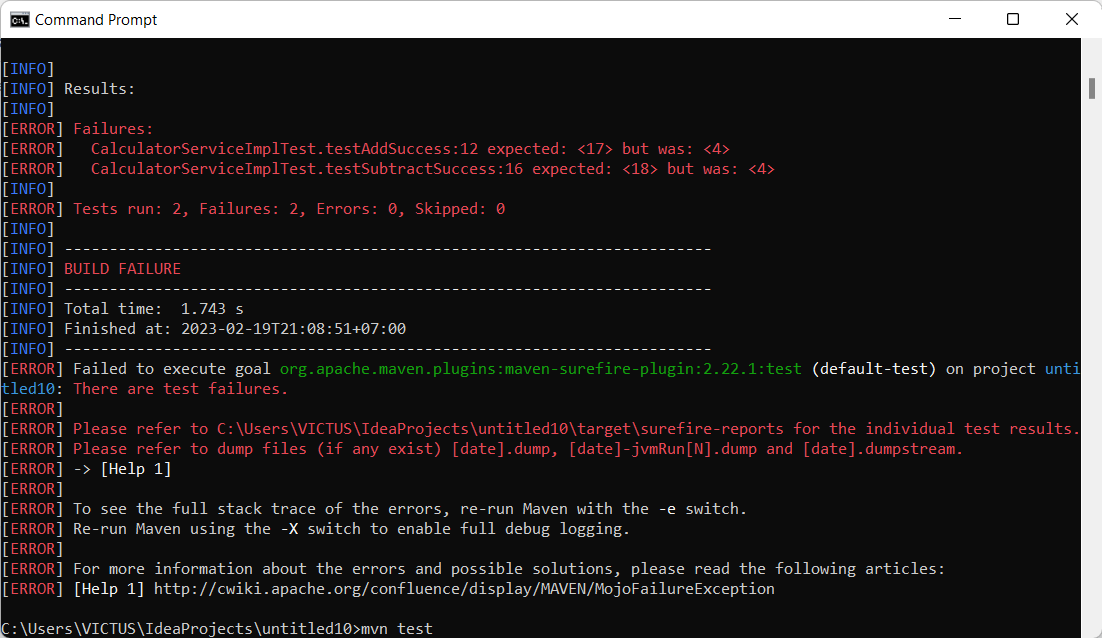 Command Prompt
[INFO]
[INFO] Results:
[INFO]
[ERROR] Failures:
[ERROR]   CalculatorServiceImplTest.testAddSuccess:12 expected: <17> but was: <4>
[ERROR]   CalculatorServiceImplTest.testSubtractSuccess:16 expected: <18> but was: <4>
[INFO]
[ERROR] Tests run: 2, Failures: 2, Errors: 0, Skipped: 0
[INFO]
[INFO] ------------------------------------------------------------------------
[INFO] BUILD FAILURE
[INFO] ------------------------------------------------------------------------
[INFO] Total time:  1.743 s
[INFO] Finished at: 2023-02-19T21:08:51+07:00
[INFO] ------------------------------------------------------------------------
[ERROR] Failed to execute goal org.apache.maven.plugins:maven-surefire-plugin:2.22.1:test (default-test) on project unti
tled10: There are test failures.
[ERROR]
[ERROR] Please refer to C:\Users\VICTUS\IdeaProjects\untitled10\target\surefire-reports for the individual test results.
[ERROR] Please refer to dump files (if any exist) [date].dump, [date]-jvmRun[N].dump and [date].dumpstream.
[ERROR] -> [Help 1]
[ERROR]
[ERROR] To see the full stack trace of the errors, re-run Maven with the -e switch.
[ERROR] Re-run Maven using the -X switch to enable full debug logging.
[ERROR]
[ERROR] For more information about the errors and possible solutions, please read the following articles:
[ERROR] [Help 1] http://cwiki.apache.org/confluence/display/MAVEN/MojoFailureException
C:\Users\VICTUS\IdeaProjects\untitled10>mvn test